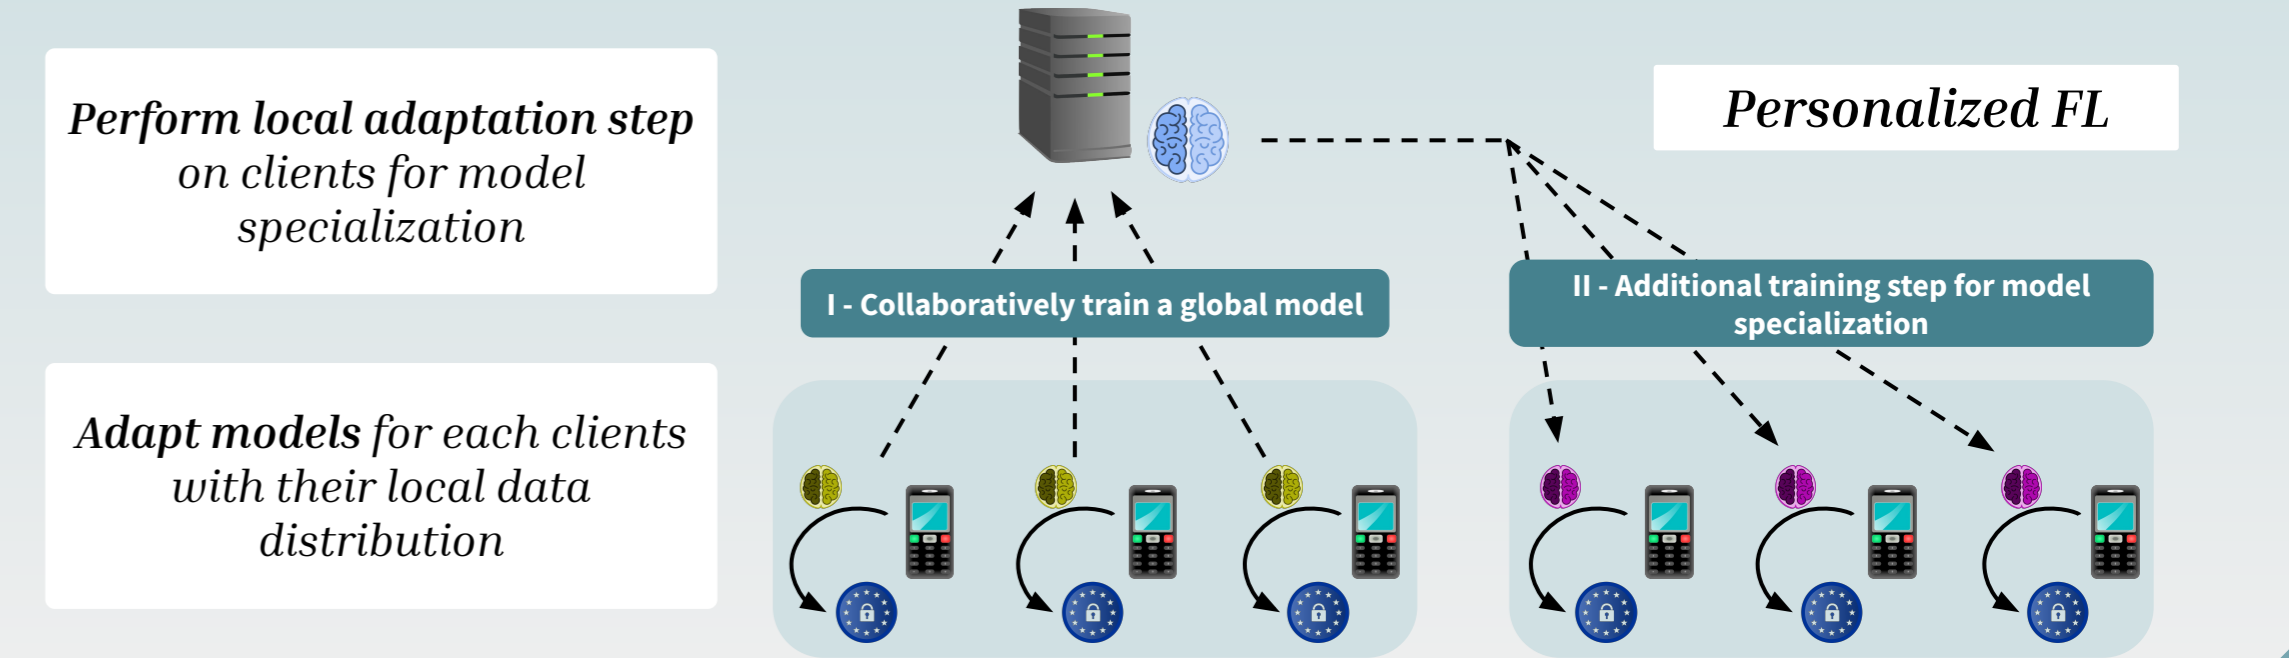 Perform local adaptation step
on clients for model
specialization
Adapt models for each clients
with their local data
distribution
I - Collaboratively train a global model
Personalized FL
II - Additional training step for model
specialization